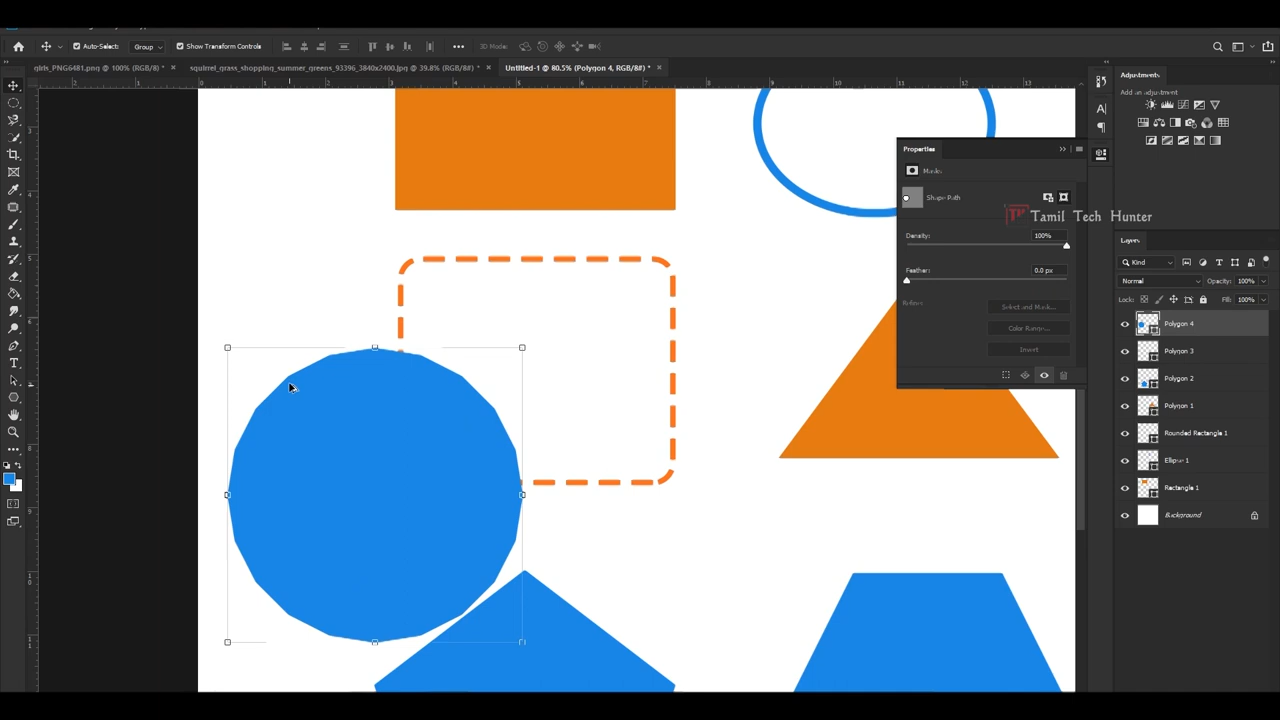 Auto-Select:
Group
Show Transform Controls
3D Mode:
girls_PNG6481.png @ 100% (RGB/8) *
squirrel_grass_shopping_summer_greens_93396_3840x2400.jpg @ 39.8% (RGB/8#) *
Untitled-1 @ 80.5% (Polygon 4, RGB/8#) *
Adjustments
Add an adjustment
Properties
Masks
Shape Path
Tamil Tech Hunter
Density:
100%
Feather:
0.0 px
Refine:
Select and Mask...
Color Range...
Invert
Layers
Kind
Normal
Opacity: 100%
Lock:
Fill: 100%
Polygon 4
Polygon 3
Polygon 2
Polygon 1
Rounded Rectangle 1
Ellipse 1
Rectangle 1
Background